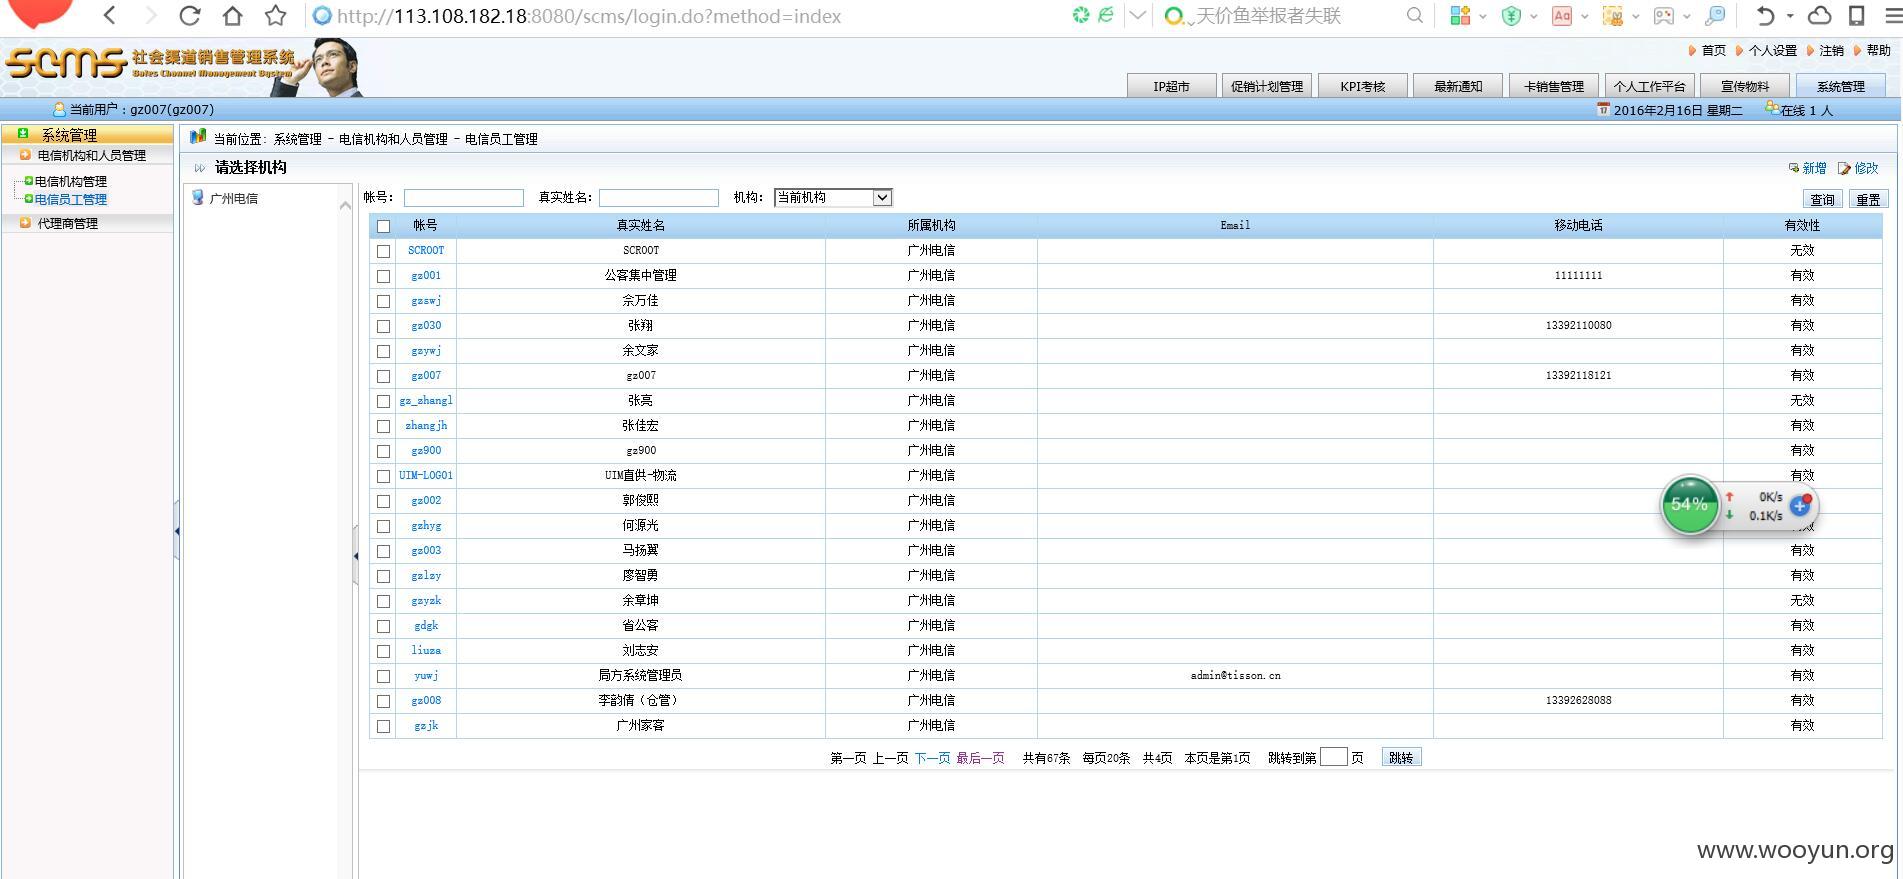 http://113.108.182.18:8080/scms/login.do?method=index
天价鱼举报者失联
scms 社会渠道销售管理系统
Sales Channel Management System
首页 个人设置 注销 帮助
IP超市 促销计划管理 KPI考核 最新通知 卡销售管理 个人工作平台 宣传物料 系统管理
当前用户：gz007(gz007)
2016年2月16日 星期二 在线 1 人
系统管理
电信机构和人员管理
电信机构管理
电信员工管理
代理商管理
当前位置：系统管理 - 电信机构和人员管理 - 电信员工管理
请选择机构
新增 修改
广州电信
帐号： 真实姓名： 机构： 当前机构
查询 重置
帐号 真实姓名 所属机构 Email 移动电话 有效性
SCROOT SCROOT 广州电信 无效
gz001 公客集中管理 广州电信 11111111 有效
gzswj 佘万佳 广州电信 有效
gz030 张翔 广州电信 13392110080 有效
gzywj 余文家 广州电信 有效
gz007 gz007 广州电信 13392118121 有效
gz_zhangl 张亮 广州电信 无效
zhangjh 张佳宏 广州电信 有效
gz900 gz900 广州电信 有效
UIM-LOG01 UIM直供-物流 广州电信 有效
gz002 郭俊熙 广州电信
gzhyg 何源光 广州电信 有效
gz003 马扬翼 广州电信 有效
gzlzy 廖智勇 广州电信 有效
gzyzk 余章坤 广州电信 无效
gdgk 省公客 广州电信 有效
liuza 刘志安 广州电信 有效
yuwj 局方系统管理员 广州电信 admin@tisson.cn 有效
gz008 李韵倩（仓管） 广州电信 13392628088 有效
gzjk 广州家客 广州电信 有效
54% 0K/s
0.1K/s
第一页 上一页 下一页 最后一页 共有67条 每页20条 共4页 本页是第1页 跳转到第 页 跳转
www.wooyun.org